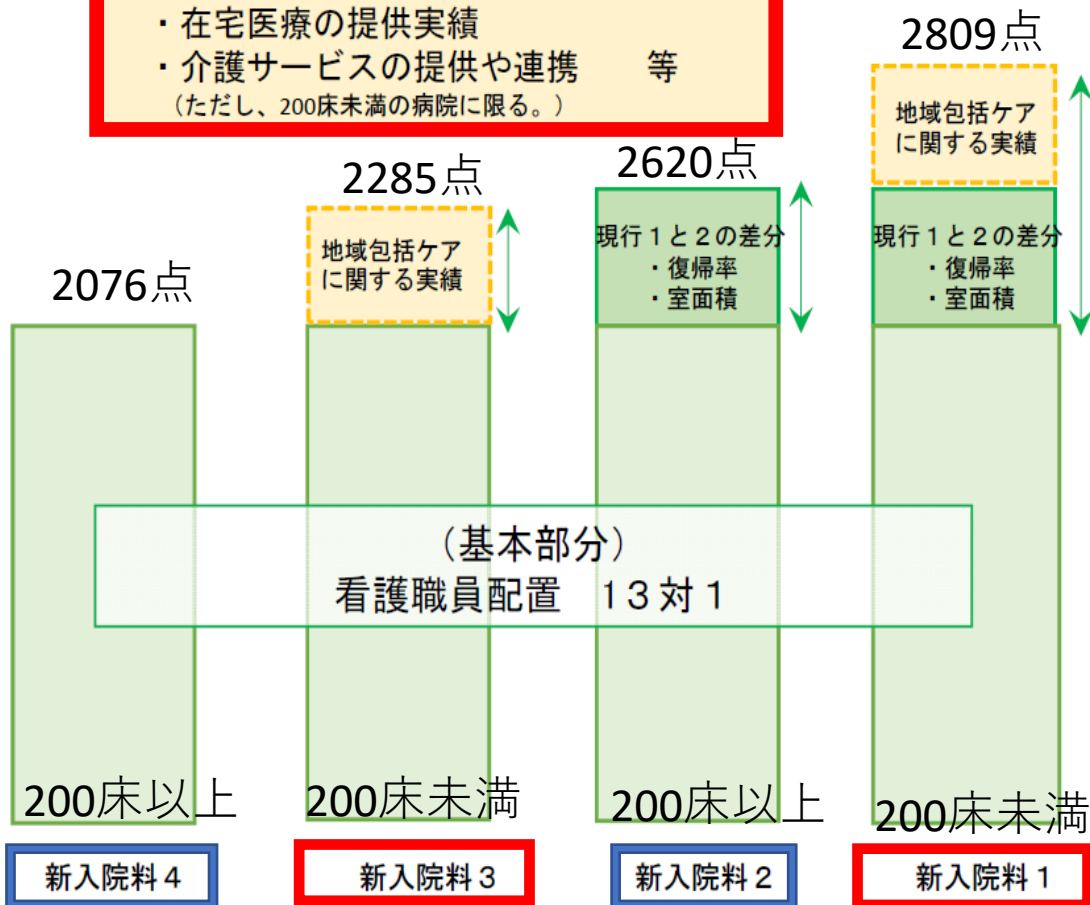 ・在宅医療の提供実績
・介護サービスの提供や連携　　等
（ただし、200床未満の病院に限る。）
2809点
地域包括ケア
に関する実績
2285点
2620点
地域包括ケア
に関する実績
現行１と２の差分
・復帰率
・室面積
現行１と２の差分
・復帰率
・室面積
2076点
（基本部分）
看護職員配置　１３対１
200床以上
200床未満
200床以上
200床未満
新入院料４
新入院料３
新入院料２
新入院料１